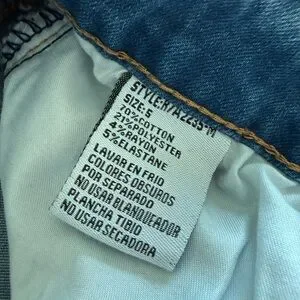 STYLE:K/A2235-M
SIZE:5
70%COTTON
21%POLYESTER
4%RAYON
5%ELASTANE
LAVAR EN FRIO
COLORES OBSUROS
POR SEPARADO
NO USAR BLANQUEADOR
PLANCHA TIBIO
NO USAR SECADORA